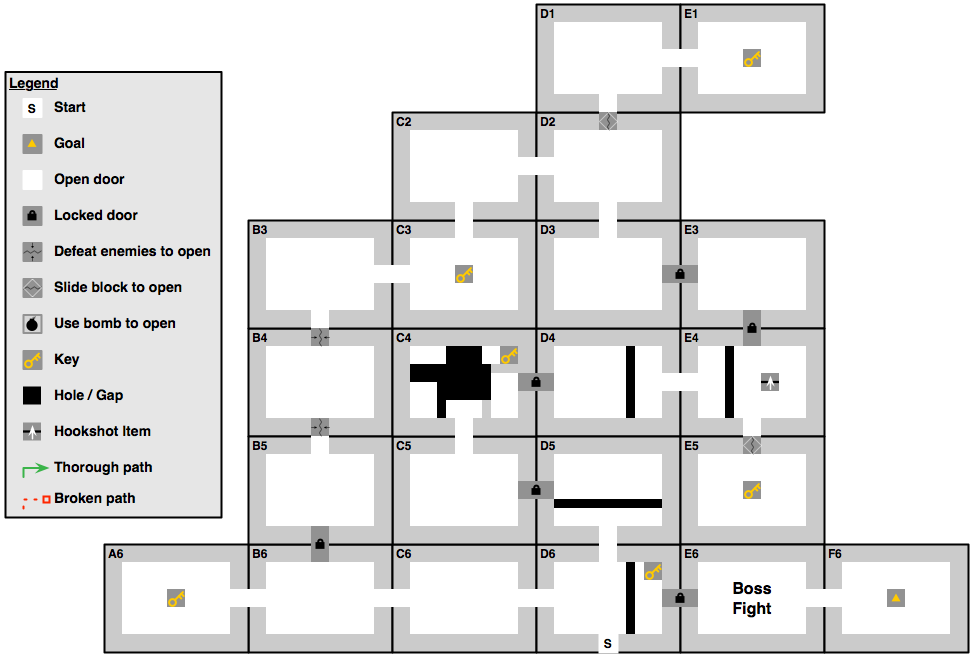 D1
E1
Legend
S
Start
Goal
Open door
Locked door
Defeat enemies to open
Slide block to open
Use bomb to open
Key
Hole / Gap
Hookshot Item
Thorough path
Broken path
C2
D2
B3
C3
D3
E3
B4
C4
D4
E4
B5
C5
D5
E5
A6
B6
C6
D6
E6
F6
Boss
Fight
S